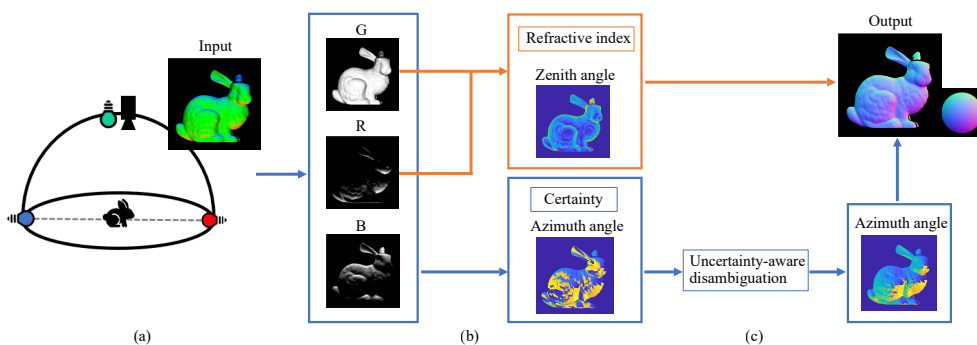 Input
(a)
G
R
B
(b)
Refractive index
Zenith angle
Certainty
Azimuth angle
Uncertainty-aware
disambiguation
(c)
Output
Azimuth angle